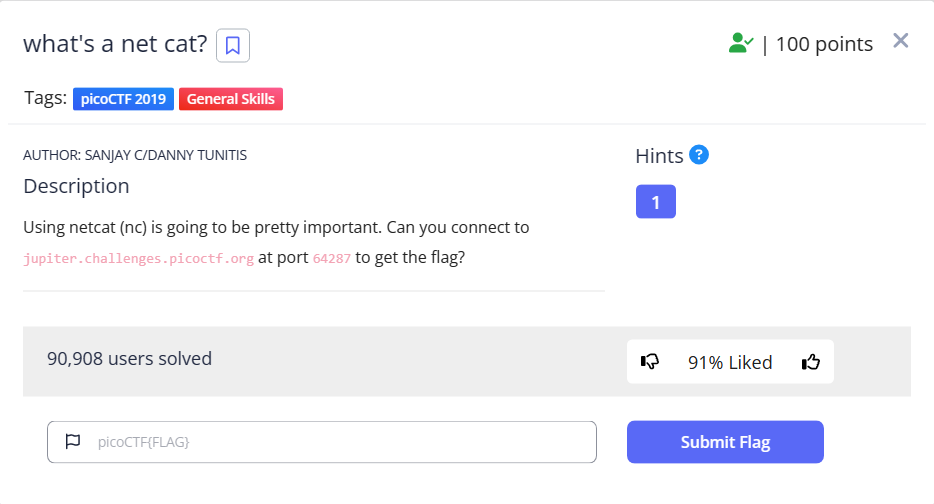 what's a net cat?
| 100 points
Tags: picoCTF 2019 General Skills
AUTHOR: SANJAY C/DANNY TUNITIS
Hints ?
Description
1
Using netcat (nc) is going to be pretty important. Can you connect to
jupiter.challenges.picoctf.org at port 64287 to get the flag?
90,908 users solved
91% Liked
picoCTF{FLAG}
Submit Flag